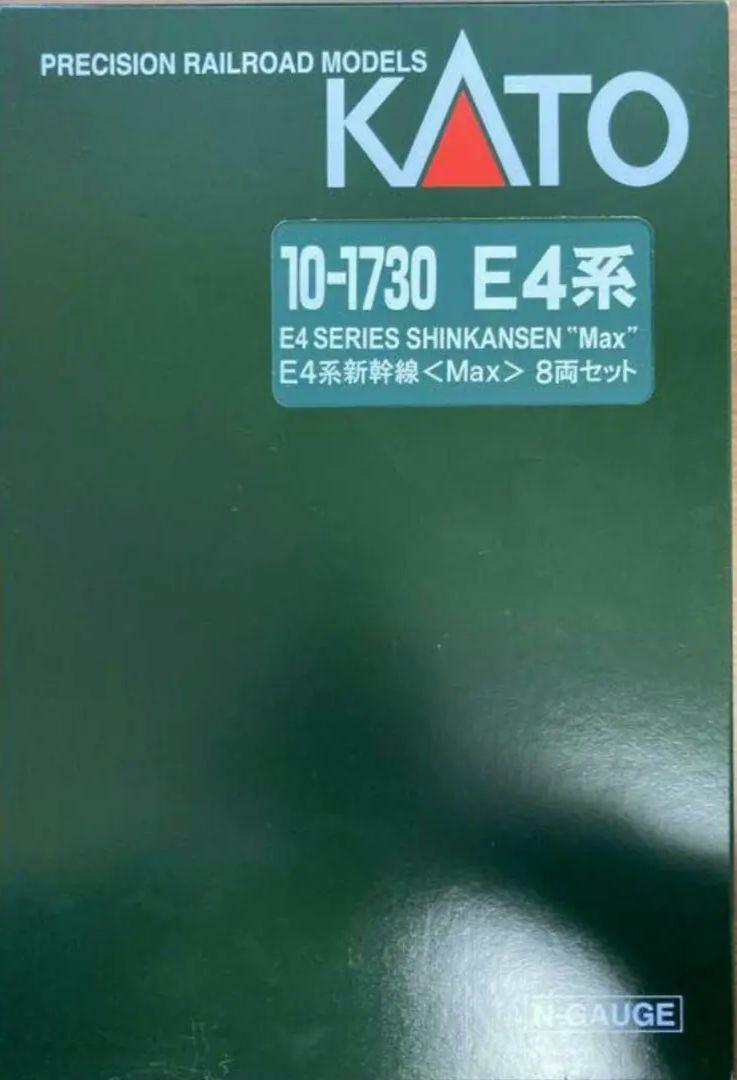 PRECISION RAILROAD MODELS
KATO
10-1730 E4系
E4 SERIES SHINKANSEN "Max"
E4系新幹線＜Max＞ 8両セット
N-GAUGE